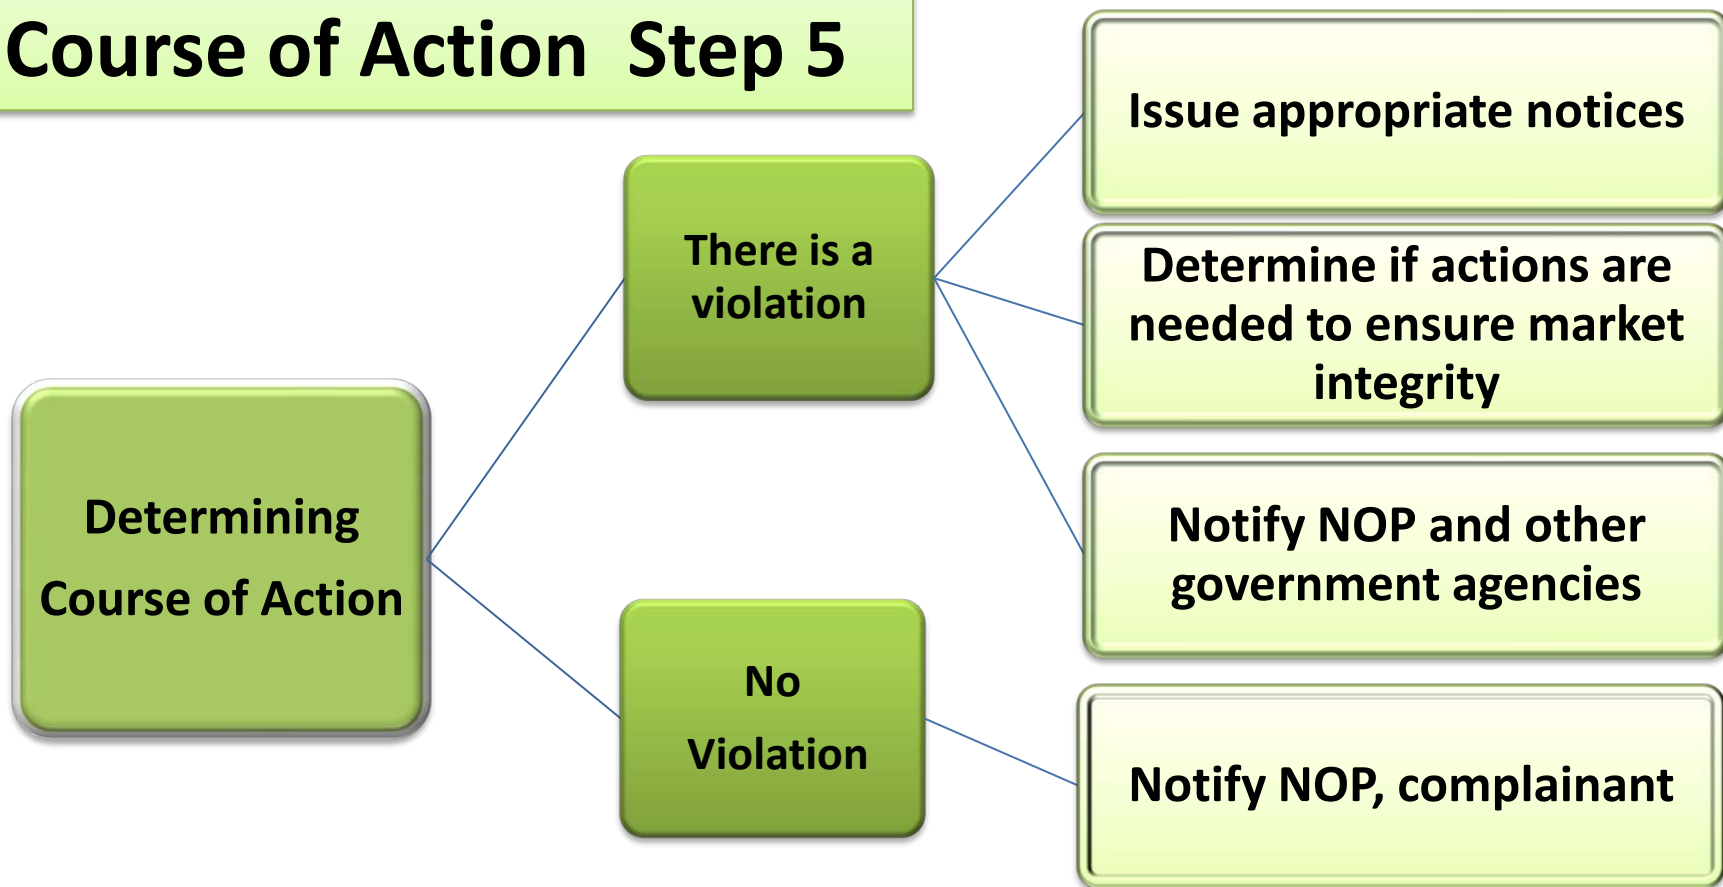 Course of Action Step 5
Determining
Course of Action
There is a
violation
Issue appropriate notices
Determine if actions are
needed to ensure market
integrity
Notify NOP and other
government agencies
No
Violation
Notify NOP, complainant